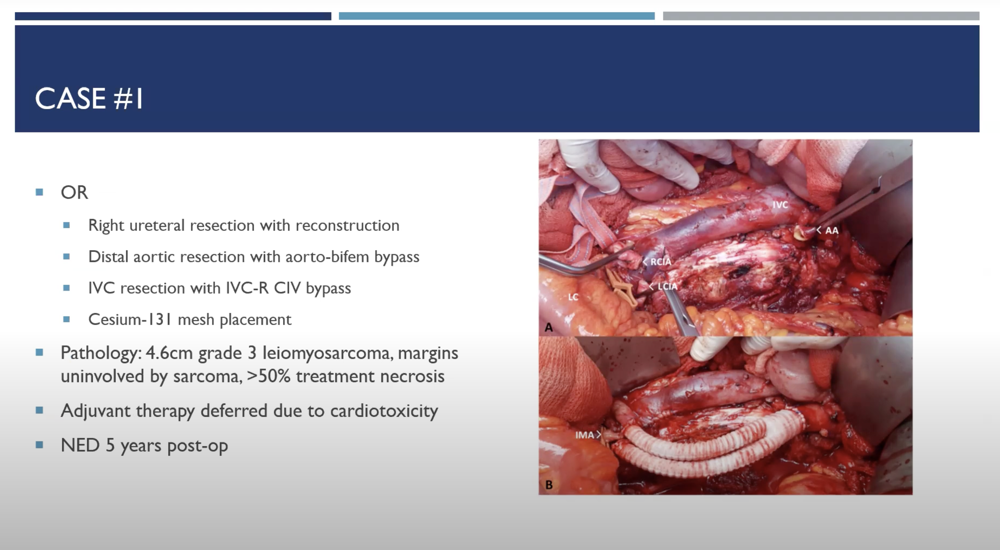 CASE #1
OR
Right ureteral resection with reconstruction
Distal aortic resection with aorto-bifem bypass
IVC resection with IVC-R CIV bypass
Cesium-131 mesh placement
Pathology: 4.6cm grade 3 leiomyosarcoma, margins
uninvolved by sarcoma, >50% treatment necrosis
Adjuvant therapy deferred due to cardiotoxicity
NED 5 years post-op
IVC
< AA
< RCIA
< LCIA
LC
A
IMA >
B